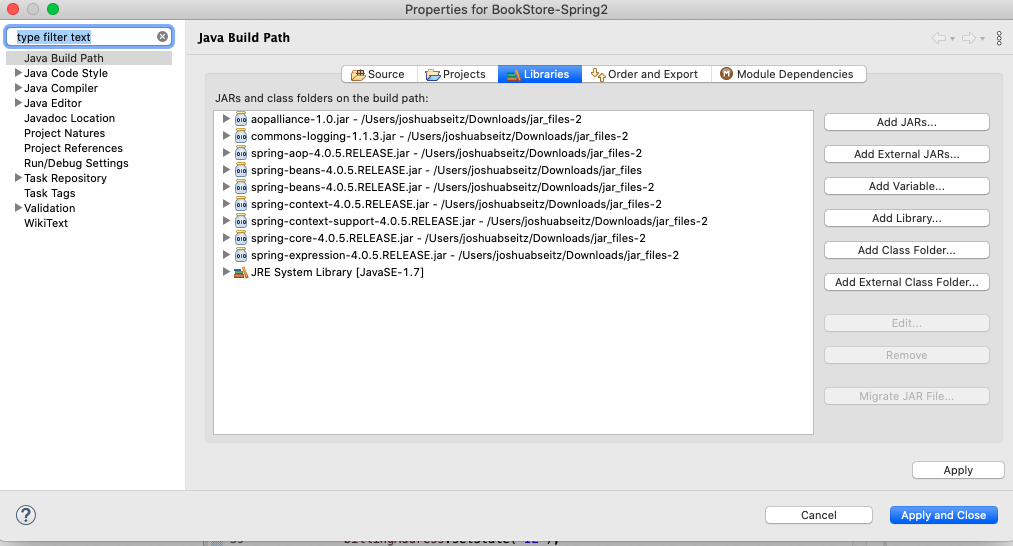 Properties for BookStore-Spring2
type filter text
Java Build Path
Java Code Style
Java Compiler
Java Editor
Javadoc Location
Project Natures
Project References
Run/Debug Settings
Task Repository
Task Tags
Validation
WikiText
Java Build Path
Source
Projects
Libraries
Order and Export
Module Dependencies
JARs and class folders on the build path:
aopalliance-1.0.jar - /Users/joshuabseitz/Downloads/jar_files-2
commons-logging-1.1.3.jar - /Users/joshuabseitz/Downloads/jar_files-2
spring-aop-4.0.5.RELEASE.jar - /Users/joshuabseitz/Downloads/jar_files-2
spring-beans-4.0.5.RELEASE.jar - /Users/joshuabseitz/Downloads/jar_files
spring-beans-4.0.5.RELEASE.jar - /Users/joshuabseitz/Downloads/jar_files-2
spring-context-4.0.5.RELEASE.jar - /Users/joshuabseitz/Downloads/jar_files-2
spring-context-support-4.0.5.RELEASE.jar - /Users/joshuabseitz/Downloads/jar_files-2
spring-core-4.0.5.RELEASE.jar - /Users/joshuabseitz/Downloads/jar_files-2
spring-expression-4.0.5.RELEASE.jar - /Users/joshuabseitz/Downloads/jar_files-2
JRE System Library [JavaSE-1.7]
Add JARs...
Add External JARs...
Add Variable...
Add Library...
Add Class Folder...
Add External Class Folder...
Edit...
Remove
Migrate JAR File...
Apply
?
Cancel
Apply and Close